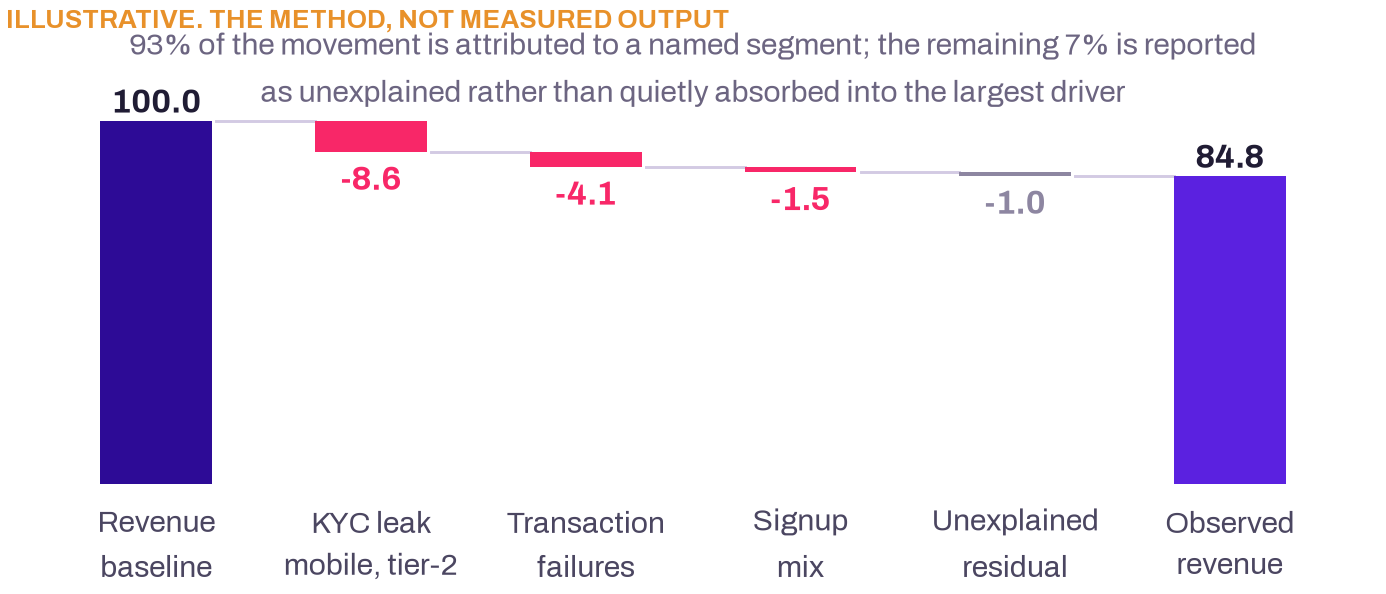 ILLUSTRATIVE. THE METHOD, NOT MEASURED OUTPUT
93% of the movement is attributed to a named segment; the remaining 7% is reported
as unexplained rather than quietly absorbed into the largest driver
100.0
-8.6
-4.1
-1.5
-1.0
84.8
Revenue
baseline
KYC leak
mobile, tier-2
Transaction
failures
Signup
mix
Unexplained
residual
Observed
revenue